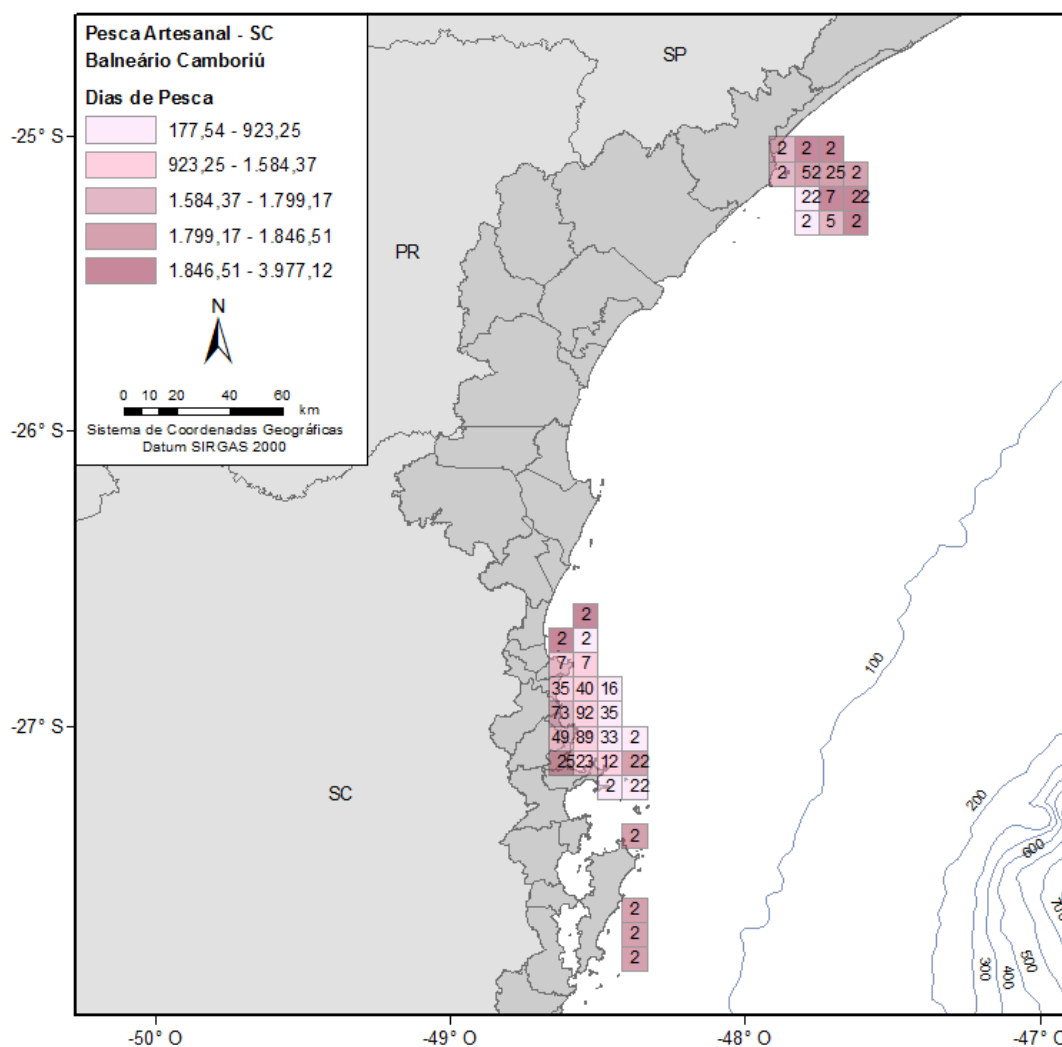 Pesca Artesanal - SC
Balneário Camboriú
Dias de Pesca
177,54 - 923,25
923,25 - 1.584,37
1.584,37 - 1.799,17
1.799,17 - 1.846,51
1.846,51 - 3.977,12
N
0 10 20 40 60
km
Sistema de Coordenadas Geográficas
Datum SIRGAS 2000
SP
PR
SC
-25° S
-26° S
-27° S
2 2 2
2 52 25 2
22 7 22
2 5 2
2
2 2
7 7
35 40 16
73 92 35
49 89 33 2
25 23 12 22
2 22
2
2
2
2
100
200
600
700
300
400
500
-50° O
-49° O
-48° O
-47° O